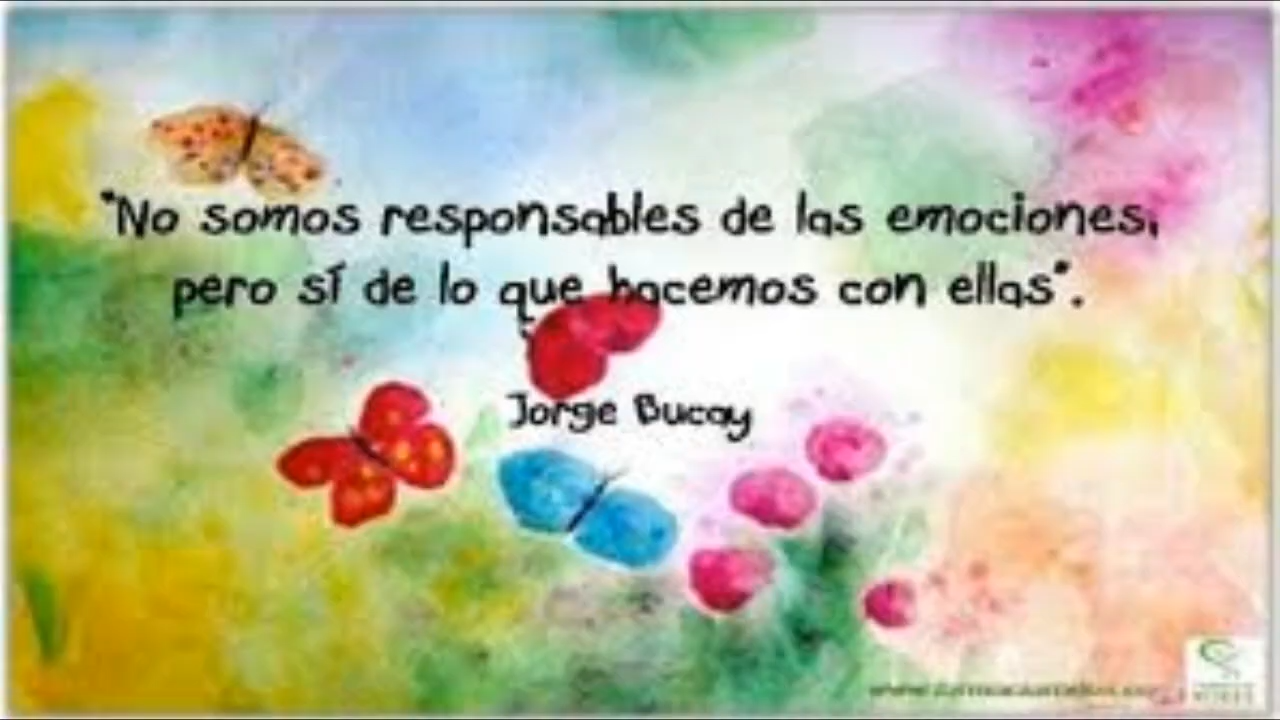 "No somos responsables de las emociones,
pero sí de lo que hacemos con ellas".
Jorge Bucay